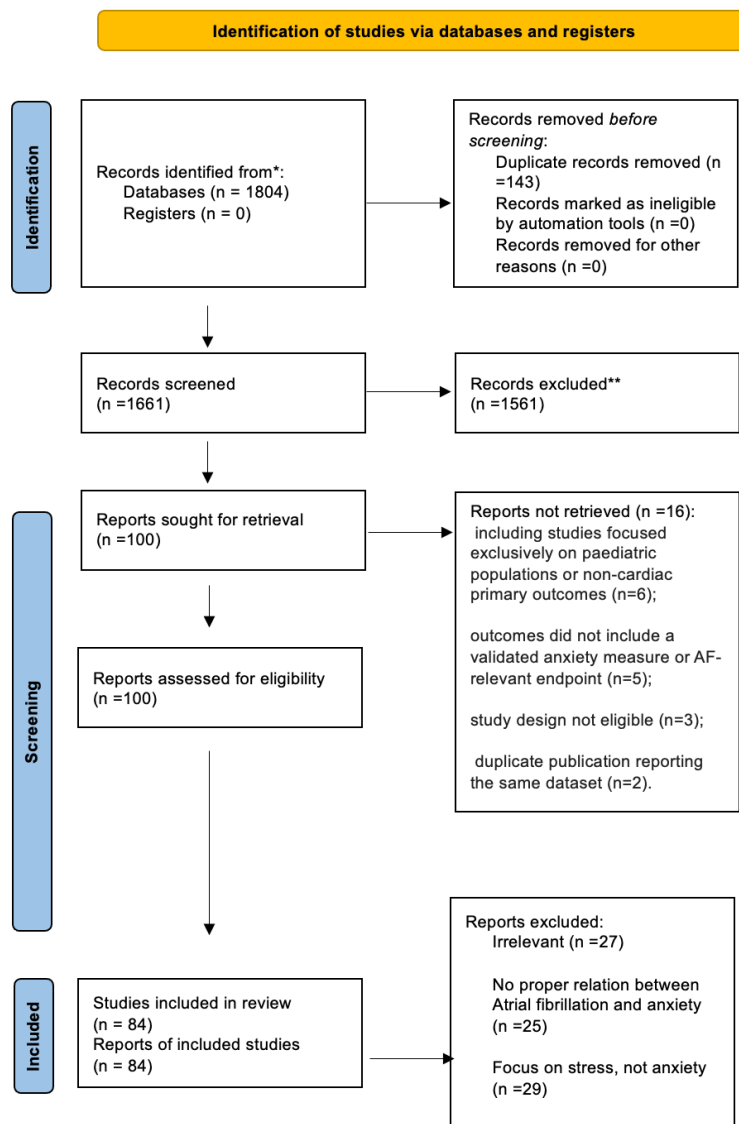 Identification of studies via databases and registers
Identification
Records identified from*:
Databases (n = 1804)
Registers (n = 0)
Records removed before
screening:
Duplicate records removed (n
=143)
Records marked as ineligible
by automation tools (n =0)
Records removed for other
reasons (n =0)
Records screened
(n =1661)
Records excluded**
(n =1561)
Screening
Reports sought for retrieval
(n =100)
Reports not retrieved (n =16):
including studies focused
exclusively on paediatric
populations or non-cardiac
primary outcomes (n=6);
outcomes did not include a
validated anxiety measure or AF-
relevant endpoint (n=5);
study design not eligible (n=3);
duplicate publication reporting
the same dataset (n=2).
Reports assessed for eligibility
(n =100)
Included
Studies included in review
(n = 84)
Reports of included studies
(n = 84)
Reports excluded:
Irrelevant (n =27)
No proper relation between
Atrial fibrillation and anxiety
(n =25)
Focus on stress, not anxiety
(n =29)